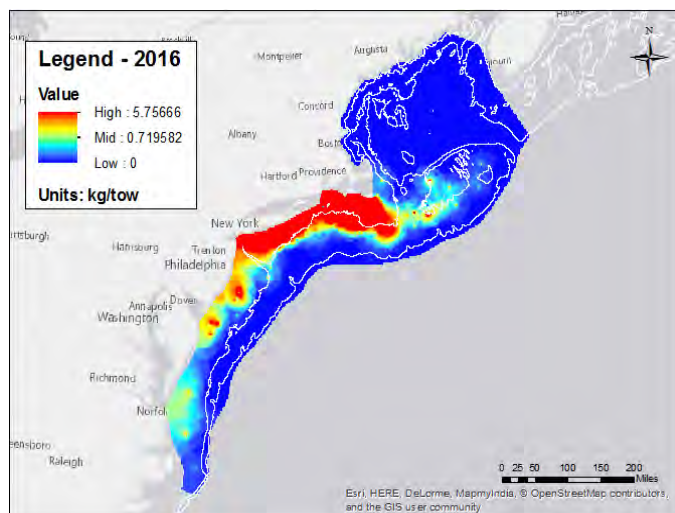 Legend - 2016
Value
High : 5.75666
Mid : 0.719582
Low : 0
Units: kg/tow
N
Montpelier
Augusta
Concord
Albany
Bost
Hartford
Providence
New York
Harrisburg
Trenton
Philadelphia
Annapolis
Dover
Washington
Richmond
Norfolk
Raleigh
0 25 50 100 150 200
Miles
Esri, HERE, DeLorme, MapmyIndia, © OpenStreetMap contributors,
and the GIS user community